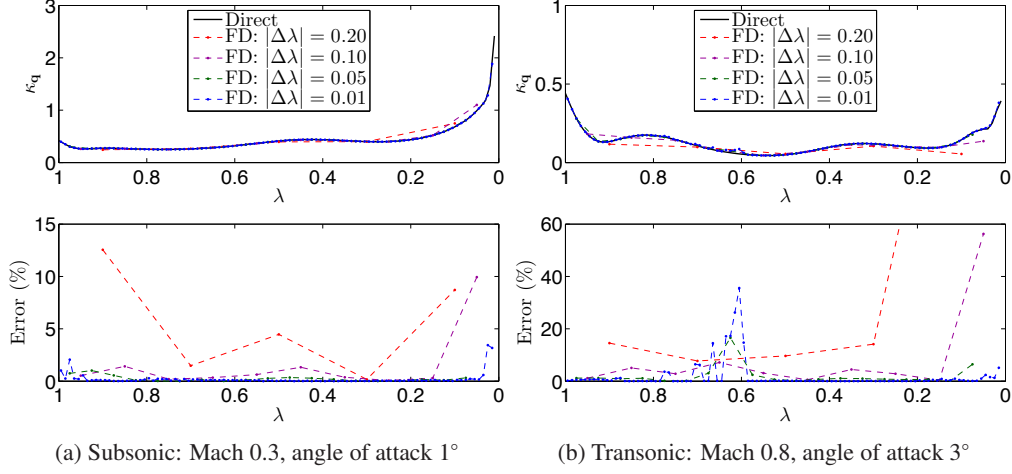 3
2
1
0
κq
Direct
FD: |Δλ| = 0.20
FD: |Δλ| = 0.10
FD: |Δλ| = 0.05
FD: |Δλ| = 0.01
1 0.8 0.6 0.4 0.2 0
λ
1
0.5
0
κq
Direct
FD: |Δλ| = 0.20
FD: |Δλ| = 0.10
FD: |Δλ| = 0.05
FD: |Δλ| = 0.01
1 0.8 0.6 0.4 0.2 0
λ
15
10
5
0
Error (%)
1 0.8 0.6 0.4 0.2 0
λ
60
40
20
0
Error (%)
1 0.8 0.6 0.4 0.2 0
λ
(a) Subsonic: Mach 0.3, angle of attack 1°
(b) Transonic: Mach 0.8, angle of attack 3°